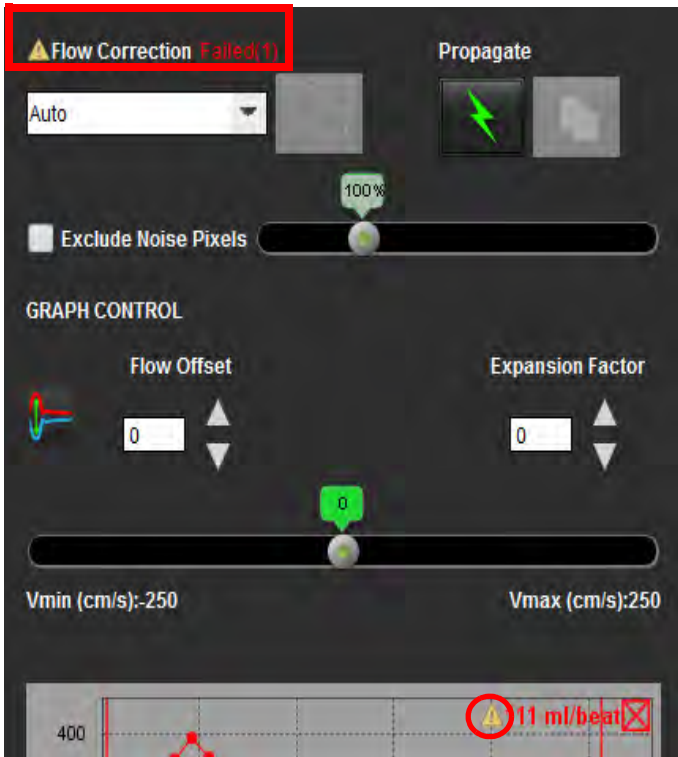 Flow Correction Failed(1)
Propagate
Auto
100%
Exclude Noise Pixels
GRAPH CONTROL
Flow Offset
Expansion Factor
0
0
0
Vmin (cm/s):-250
Vmax (cm/s):250
ml/beat
400